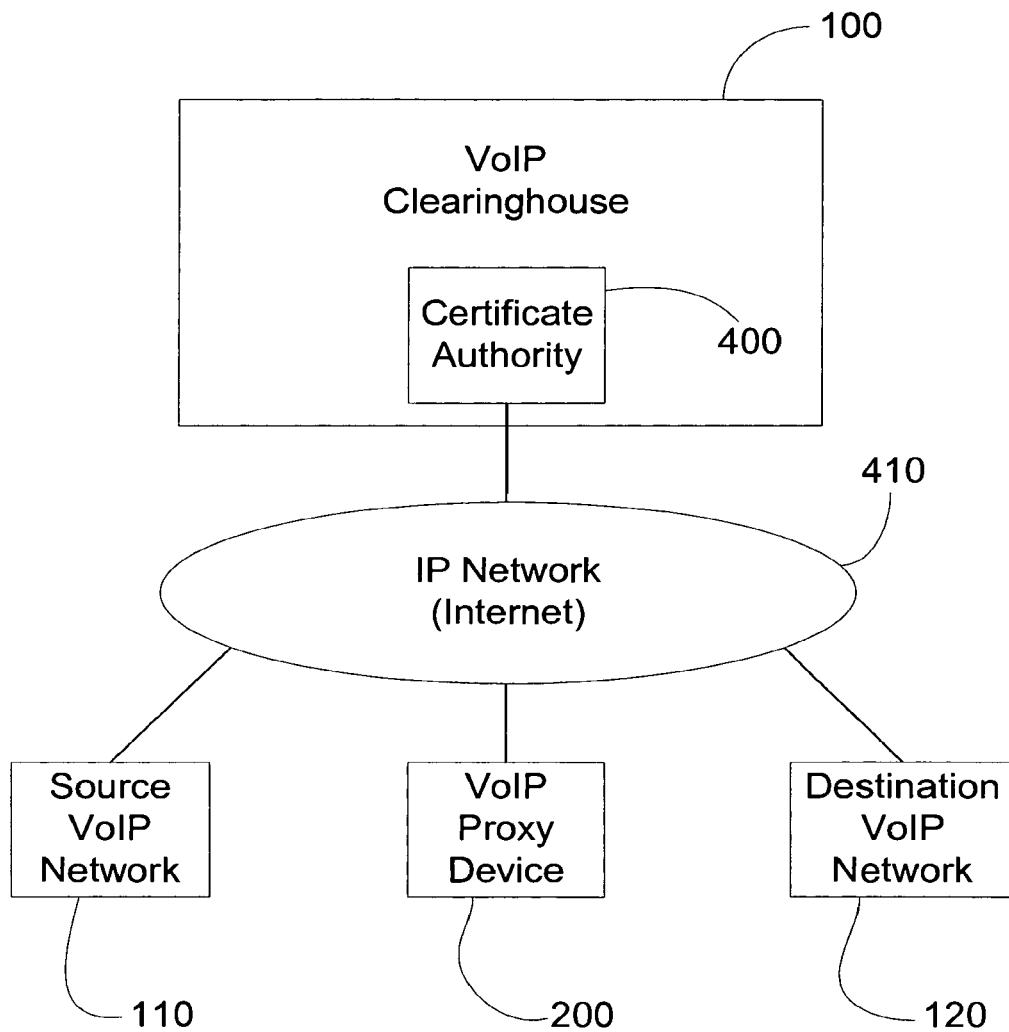 100
VoIP
Clearinghouse
Certificate
Authority
400
410
IP Network
(Internet)
Source
VoIP
Network
VoIP
Proxy
Device
Destination
VoIP
Network
110
200
120